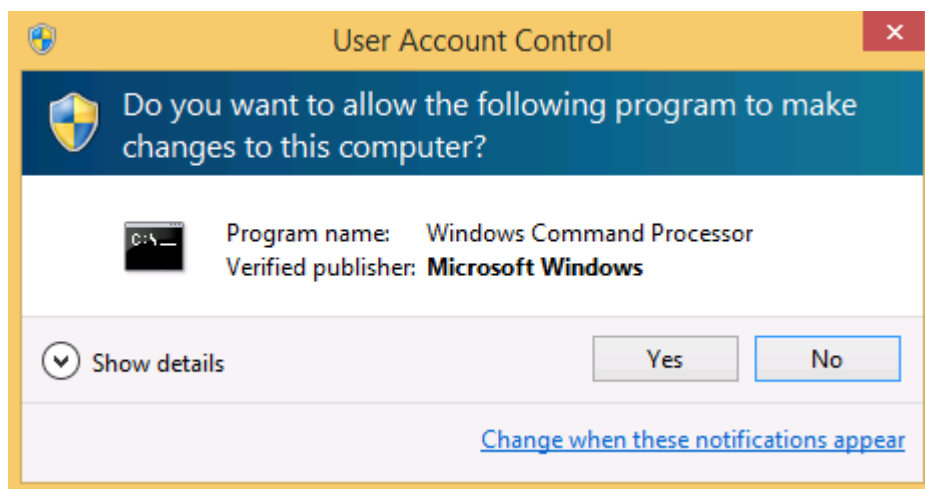 User Account Control
Do you want to allow the following program to make
changes to this computer?
C:\
Program name: Windows Command Processor
Verified publisher: Microsoft Windows
Show details
Yes
No
Change when these notifications appear